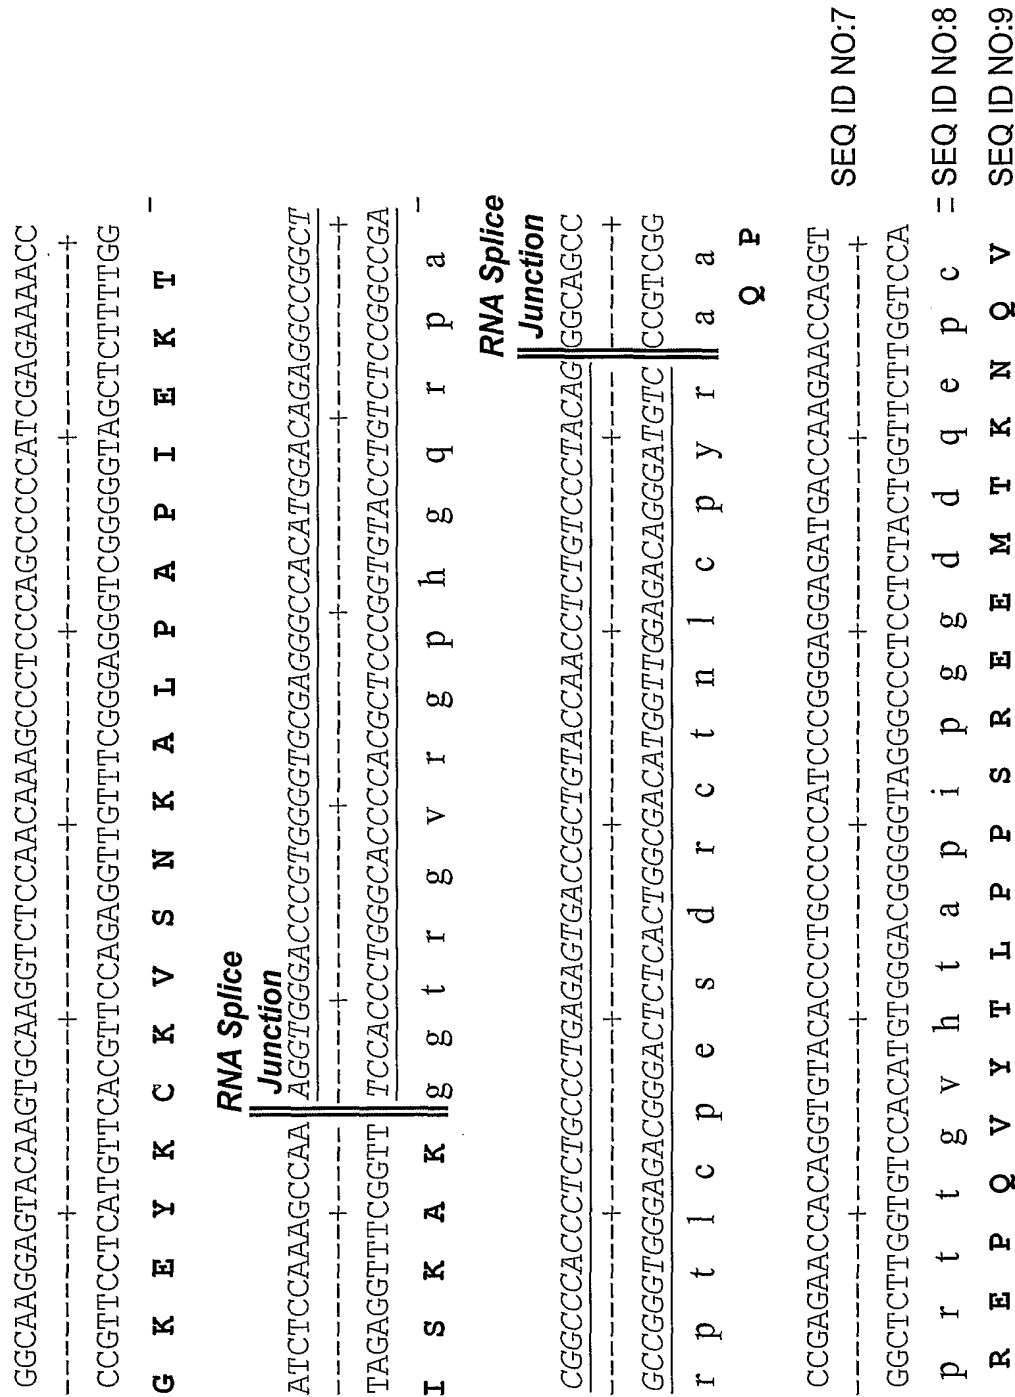 GGCAAGGAGTACAAGTGCAAGGTCTCCAACAAAGCCCTCCCAGCCCCCATCGAGAAAACC
---------+---------+---------+---------+---------+---------+
CCGTTCCTCATGTTCACGTTCCAGAGGTTGTTTCGGGAGGGTCGGGGGTAGCTCTTTTGG
G K E Y K C K V S N K A L P A P I E K T -
RNA Splice
Junction
ATCTCCAAAGCCAA AGGTGGGACCCGTGGGGTGCGAGGGCCACATGGACAGAGGCCGGCT
---------+---------+---------+---------+---------+---------+
TAGAGGTTTCGGTT TCCACCCTGGGCACCCCACGCTCCCGGTGTACCTGTCTCCGGCCGA
I S K A K g g t r g v r g p h g q r p a -
RNA Splice
Junction
CGGCCCACCCTCTGCCCTGAGAGTGACCGCTGTACCAACCTCTGTCCCTACAG GGCAGCC
---------+---------+---------+---------+---------+---------+
GCCGGGTGGGAGACGGGACTCTCACTGGCGACATGGTTGGAGACAGGGATGTC CCGTCGG
r p t l c p e s d r c t n l c p y r a a
Q P
CCGAGAACCACAGGTGTACACCCTGCCCCCATCCCGGGAGGAGATGACCAAGAACCAGGT
---------+---------+---------+---------+---------+---------+ SEQ ID NO:7
GGCTCTTGGTGTCCACATGTGGGACGGGGGTAGGGCCCTCCTCTACTGGTTCTTGGTCCA
p r t t g v h t a p i p g g d d q e p c = SEQ ID NO:8
R E P Q V Y T L P P S R E E M T K N Q V SEQ ID NO:9